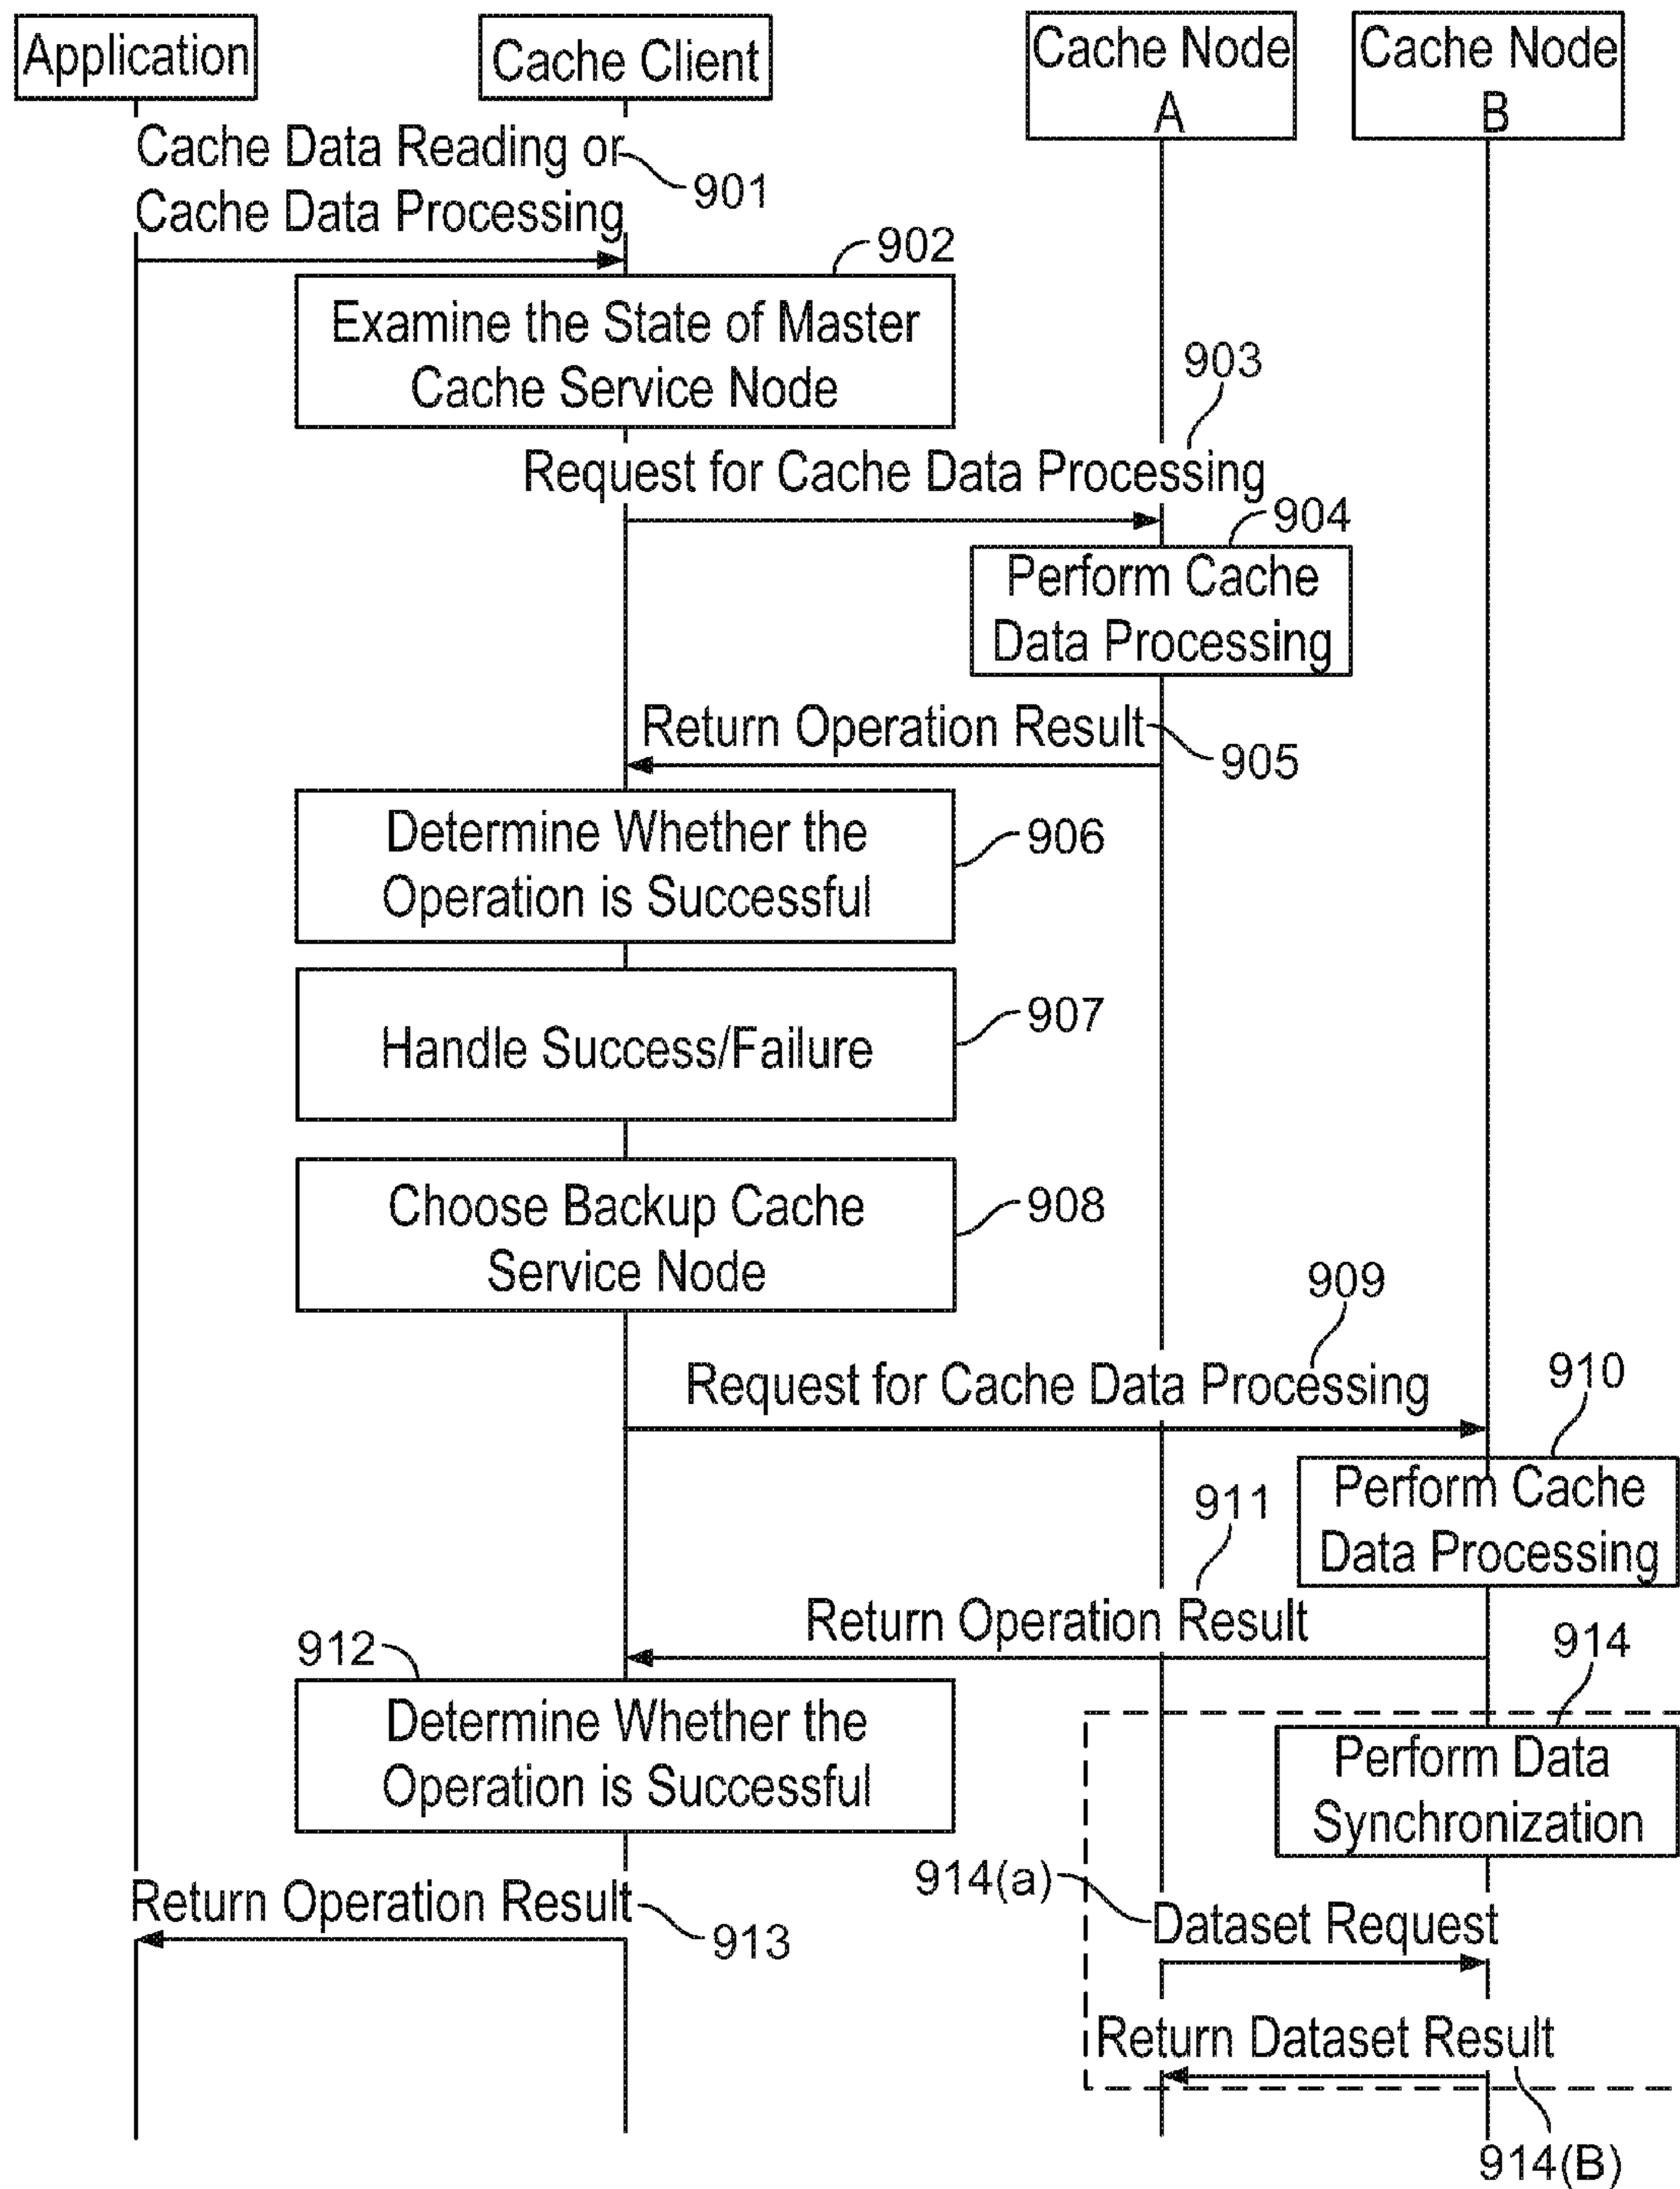 Application
Cache Client
Cache Node
A
Cache Node
B
Cache Data Reading or
Cache Data Processing
901
902
Examine the State of Master
Cache Service Node
903
Request for Cache Data Processing
904
Perform Cache
Data Processing
Return Operation Result
905
Determine Whether the
Operation is Successful
906
Handle Success/Failure
907
Choose Backup Cache
Service Node
908
909
Request for Cache Data Processing
910
Perform Cache
Data Processing
911
Return Operation Result
912
Determine Whether the
Operation is Successful
914
Perform Data
Synchronization
914(a)
Dataset Request
Return Operation Result
913
Return Dataset Result
914(B)